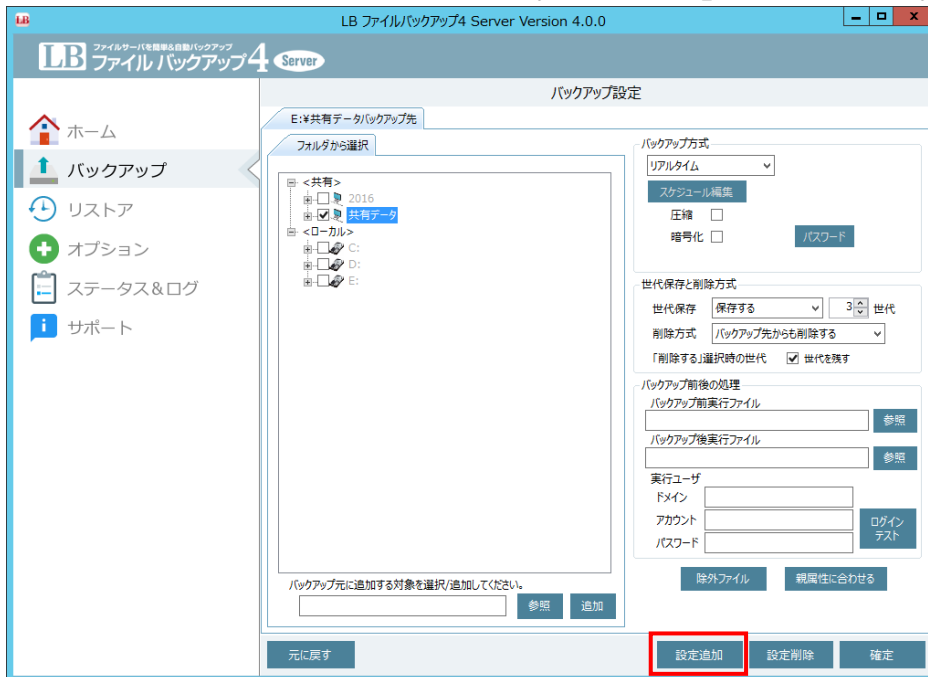 LB ファイルバックアップ4 Server Version 4.0.0
LB ファイルサーバを簡単&自動バックアップ
ファイル バックアップ4 Server
バックアップ設定
ホーム
バックアップ
リストア
オプション
ステータス&ログ
サポート
E:¥共有データバックアップ先
フォルダから選択
<共有>
2016
共有データ
<ローカル>
C:
D:
E:
バックアップ元に追加する対象を選択/追加してください。
参照 追加
バックアップ方式
リアルタイム
スケジュール編集
圧縮
暗号化 パスワード
世代保存と削除方式
世代保存 保存する 3 世代
削除方式 バックアップ先からも削除する
「削除する」選択時の世代 世代を残す
バックアップ前後の処理
バックアップ前実行ファイル
参照
バックアップ後実行ファイル
参照
実行ユーザ
ドメイン
アカウント
パスワード
ログイン
テスト
除外ファイル 親属性に合わせる
元に戻す 設定追加 設定削除 確定